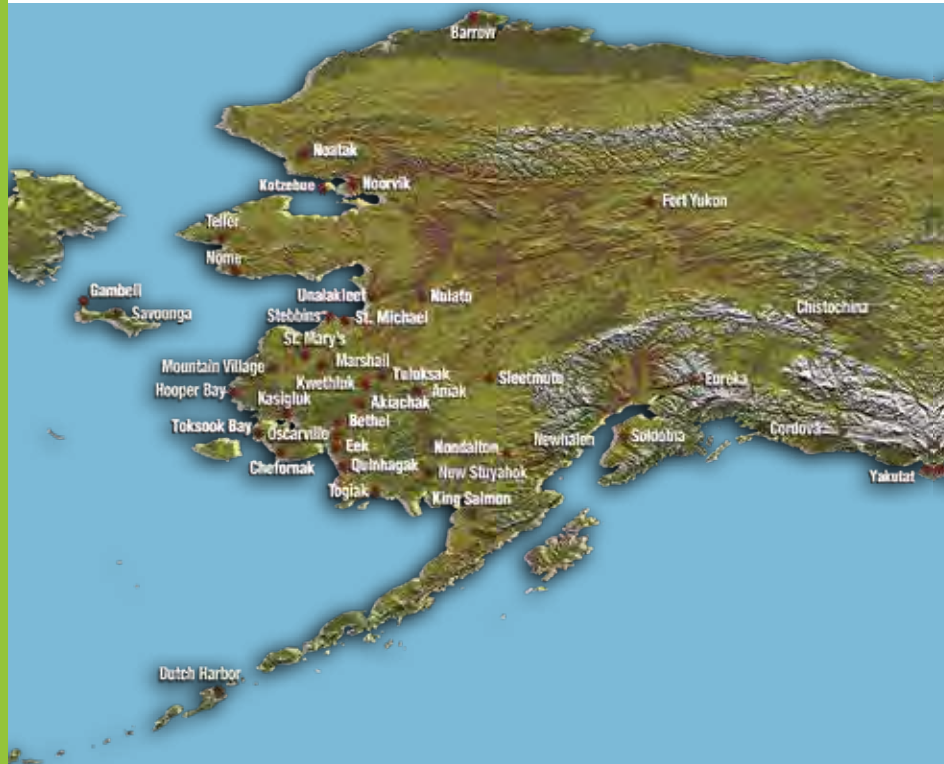 Barrow
Noatak
Kotzebue
Noorvik
Fort Yukon
Teller
Nome
Gambell
Savoonga
Unalakleet
Nulato
Stebbins
St. Michael
Chistochina
St. Mary's
Mountain Village
Marshall
Tuloksak
Sleetmute
Eureka
Hooper Bay
Kwethluk
Aniak
Kasigluk
Akiachak
Toksook Bay
Bethel
Oscarville
Eek
Nondalton
Newhalen
Soldotna
Cordova
Chefornak
Quinhagak
New Stuyahok
Yakutat
Togiak
King Salmon
Dutch Harbor